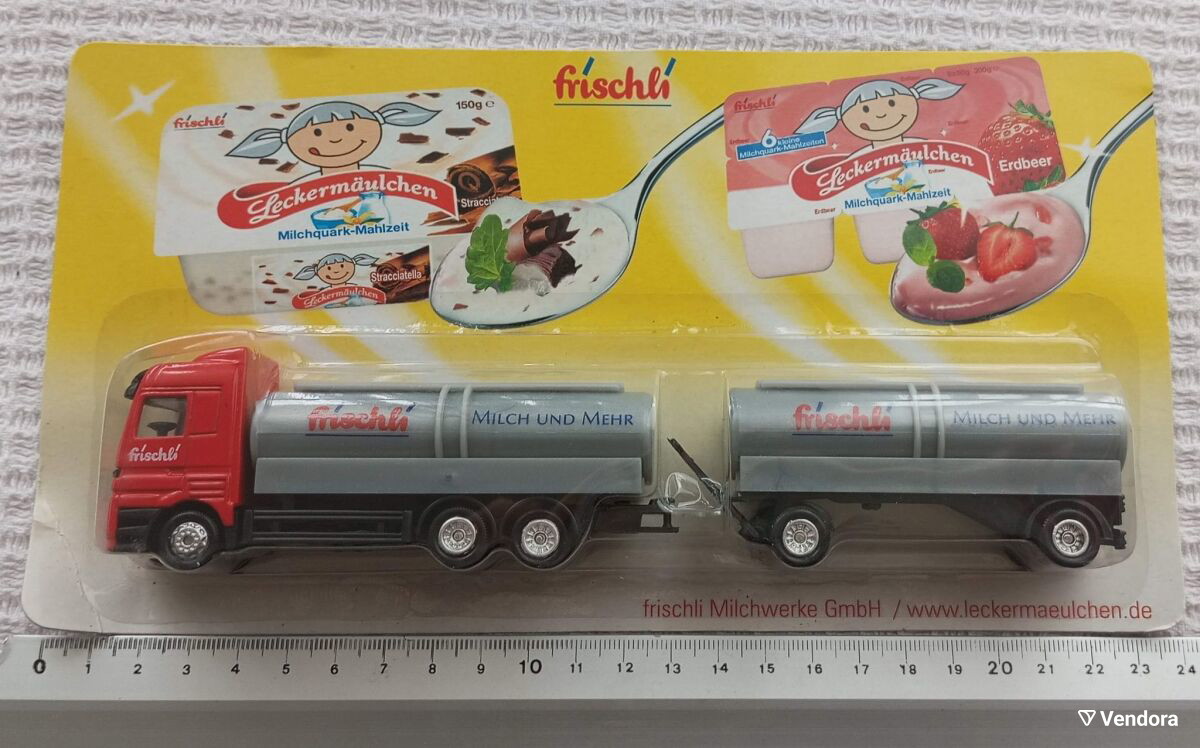 frischli
frischli
150g e
Leckermäulchen
Stracci
Milchquark-Mahlzeit
Stracciatella
Leckermäulchen
frischli
6 kleine
Milchquark-Mahlzeiten
Erdbeer
Leckermäulchen
Erdbeer
Milchquark-Mahlzeit
Erdbeer
Erdbeer
frischli
frischli
MILCH UND MEHR
frischli
MILCH UND MEHR
frischli Milchwerke GmbH / www.leckermaeulchen.de
0 1 2 3 4 5 6 7 8 9 10 11 12 13 14 15 16 17 18 19 20 21 22 23 24
Vendora